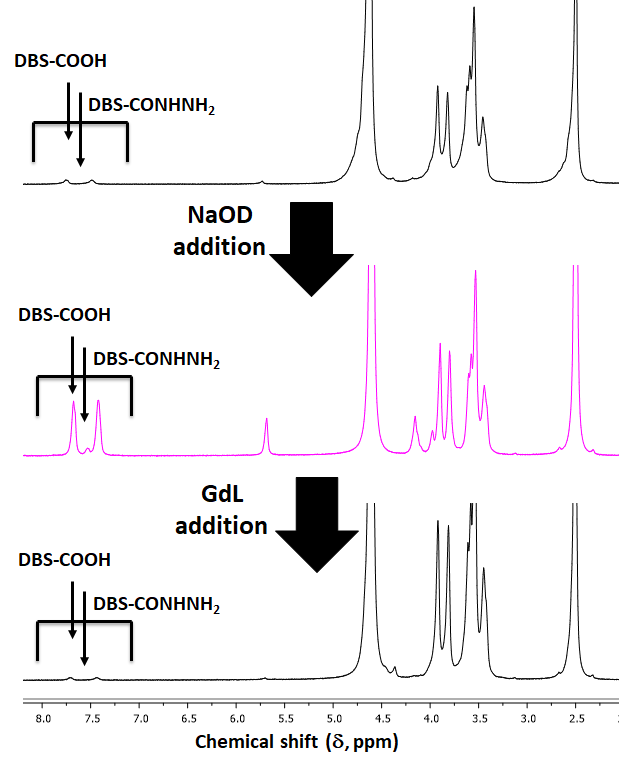 DBS-COOH
DBS-CONHNH2
NaOD
addition
DBS-COOH
DBS-CONHNH2
GdL
addition
DBS-COOH
DBS-CONHNH2
8.0 7.5 7.0 6.5 6.0 5.5 5.0 4.5 4.0 3.5 3.0 2.5
Chemical shift (δ, ppm)